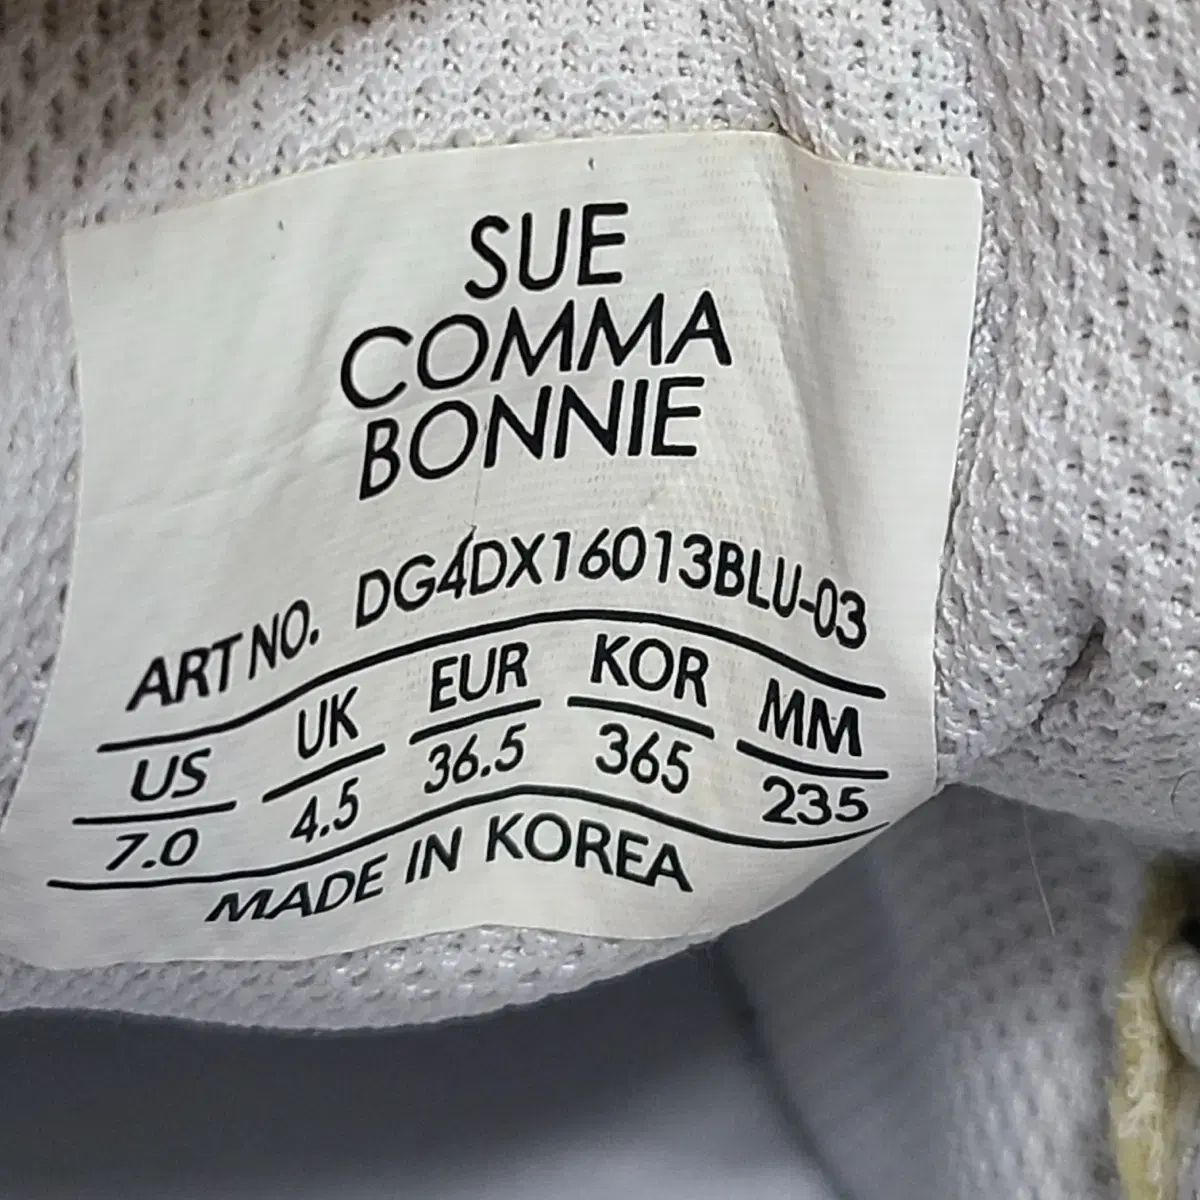 SUE
COMMA
BONNIE
ART NO. DG4DX16013BLU-03
US UK EUR KOR MM
7.0 4.5 36.5 365 235
MADE IN KOREA